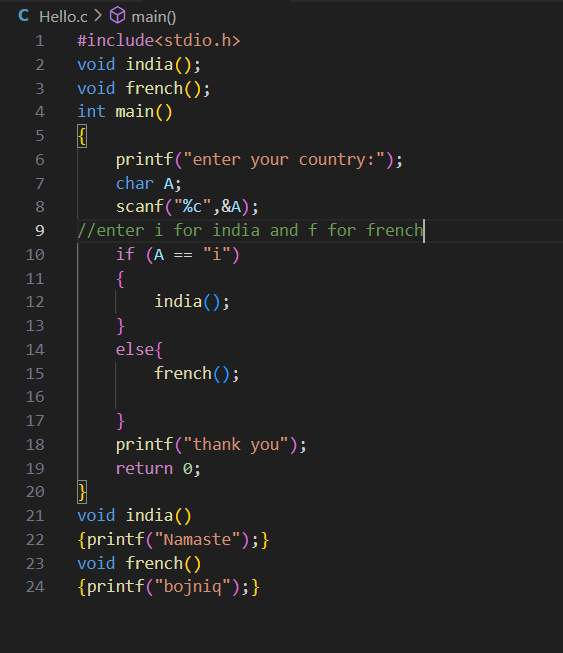 C Hello.c > main()
1 #include<stdio.h>
2 void india();
3 void french();
4 int main()
5 {
6     printf("enter your country:");
7     char A;
8     scanf("%c",&A);
9 //enter i for india and f for french
10     if (A == "i")
11     {
12         india();
13     }
14     else{
15         french();
16
17     }
18     printf("thank you");
19     return 0;
20 }
21 void india()
22 {printf("Namaste");}
23 void french()
24 {printf("bojniq");}